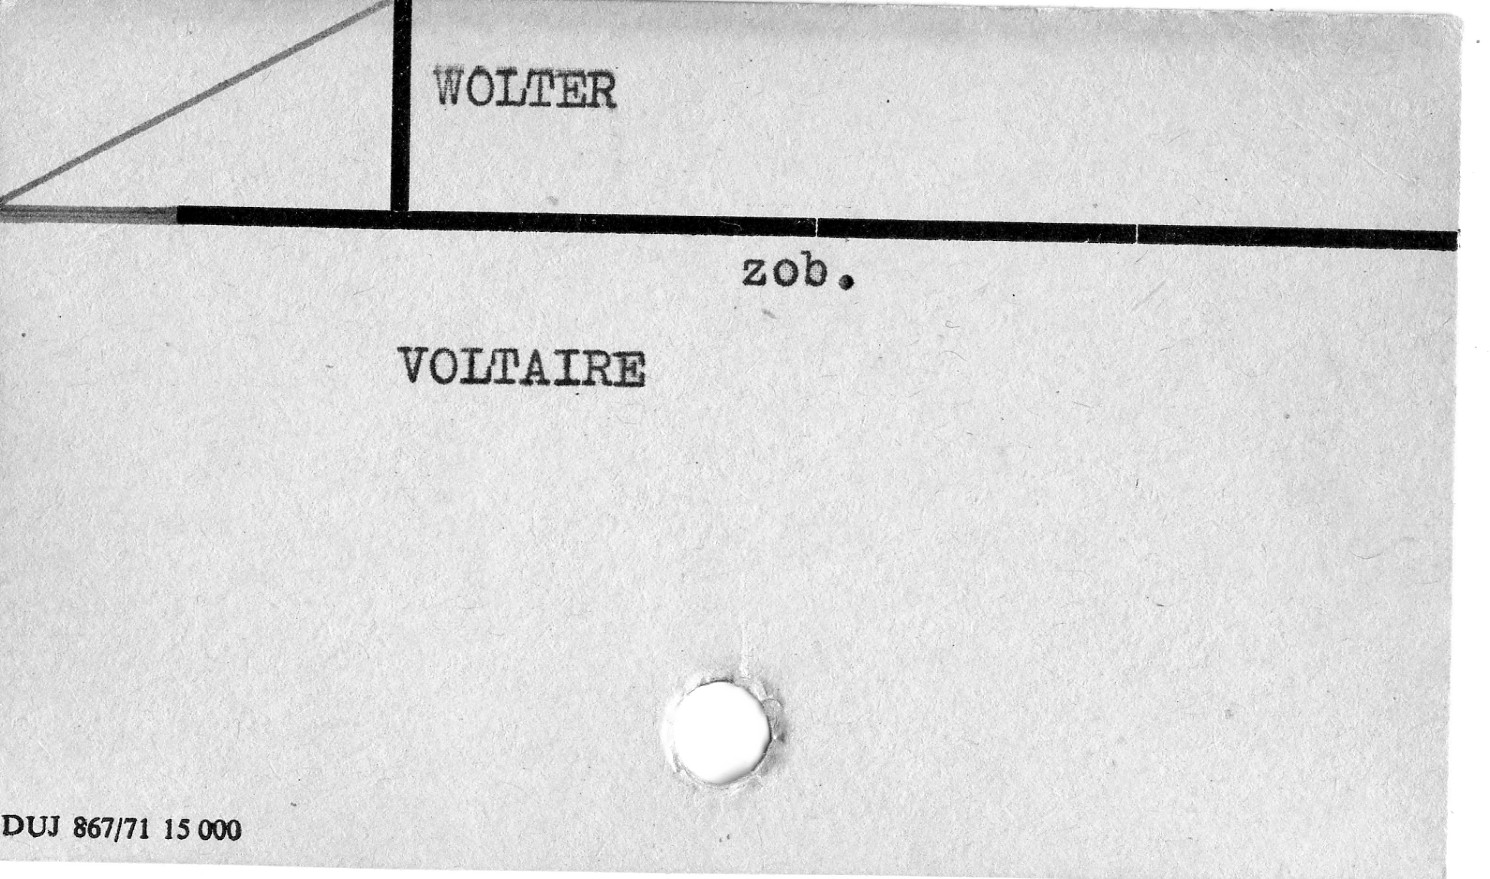 WOLTER
zob.
VOLTAIRE
DUJ 867/71 15 000